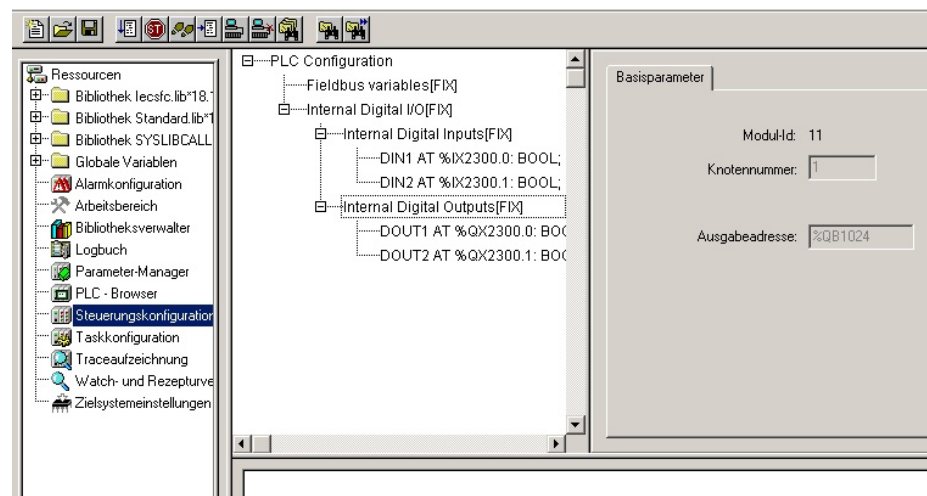 Ressourcen
Bibliothek Iecsfc.lib*18.
Bibliothek Standard.lib*1
Bibliothek SYSLIBCALL
Globale Variablen
Alarmkonfiguration
Arbeitsbereich
Bibliotheksverwalter
Logbuch
Parameter-Manager
PLC - Browser
Steuerungskonfiguration
Taskkonfiguration
Traceaufzeichnung
Watch- und Rezepturve
Zielsystemeinstellungen
PLC Configuration
Fieldbus variables[FIX]
Internal Digital I/O[FIX]
Internal Digital Inputs[FIX]
DIN1 AT %IX2300.0: BOOL;
DIN2 AT %IX2300.1: BOOL;
Internal Digital Outputs[FIX]
DOUT1 AT %QX2300.0: BOO
DOUT2 AT %QX2300.1: BOO
Basisparameter
Modul-Id: 11
Knotennummer: 1
Ausgabeadresse: %QB1024